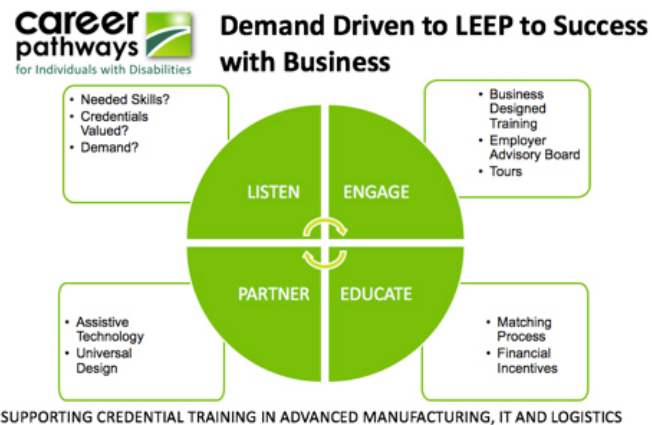 career
pathways
for Individuals with Disabilities
Demand Driven to LEEP to Success
with Business
• Needed Skills?
• Credentials
Valued?
• Demand?
• Business
Designed
Training
• Employer
Advisory Board
• Tours
LISTEN
ENGAGE
PARTNER
EDUCATE
• Assistive
Technology
• Universal
Design
• Matching
Process
• Financial
Incentives
SUPPORTING CREDENTIAL TRAINING IN ADVANCED MANUFACTURING, IT AND LOGISTICS